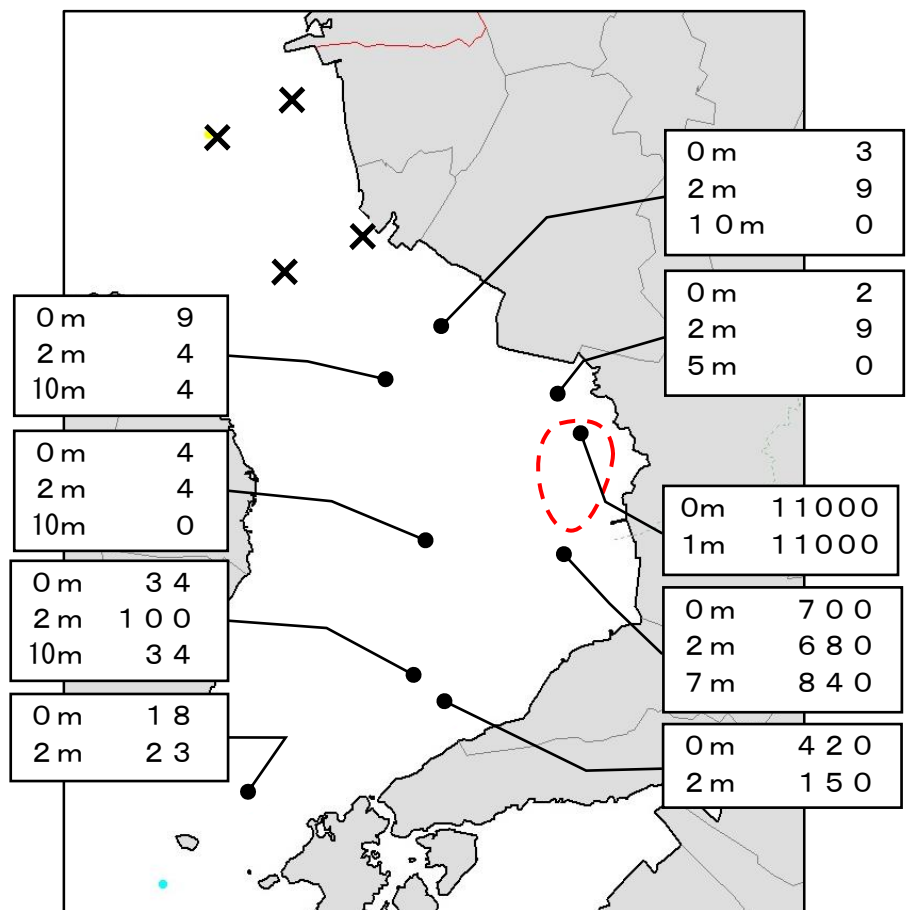 ０ｍ ３
２ｍ ９
１０ｍ ０
０ｍ ２
２ｍ ９
５ｍ ０
０ｍ ９
２ｍ ４
10ｍ ４
０ｍ ４
２ｍ ４
10ｍ ０
０ｍ １１０００
１ｍ １１０００
０ｍ ３４
２ｍ １００
10ｍ ３４
０ｍ ７００
２ｍ ６８０
７ｍ ８４０
０ｍ １８
２ｍ ２３
０ｍ ４２０
２ｍ １５０